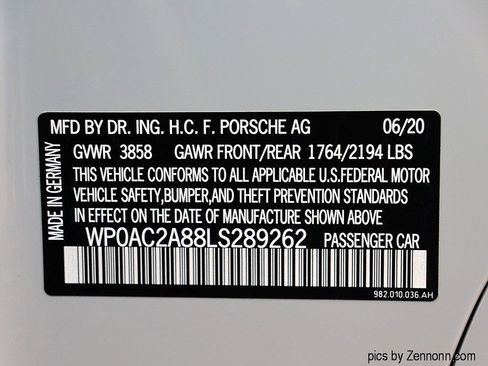 MFD BY DR. ING. H.C. F. PORSCHE AG 06/20
GVWR 3858 GAWR FRONT/REAR 1764/2194 LBS
THIS VEHICLE CONFORMS TO ALL APPLICABLE U.S.FEDERAL MOTOR
VEHICLE SAFETY,BUMPER,AND THEFT PREVENTION STANDARDS
IN EFFECT ON THE DATE OF MANUFACTURE SHOWN ABOVE
WP0AC2A88LS289262 PASSENGER CAR
MADE IN GERMANY
982.010.036.AH
pics by Zennonn.com